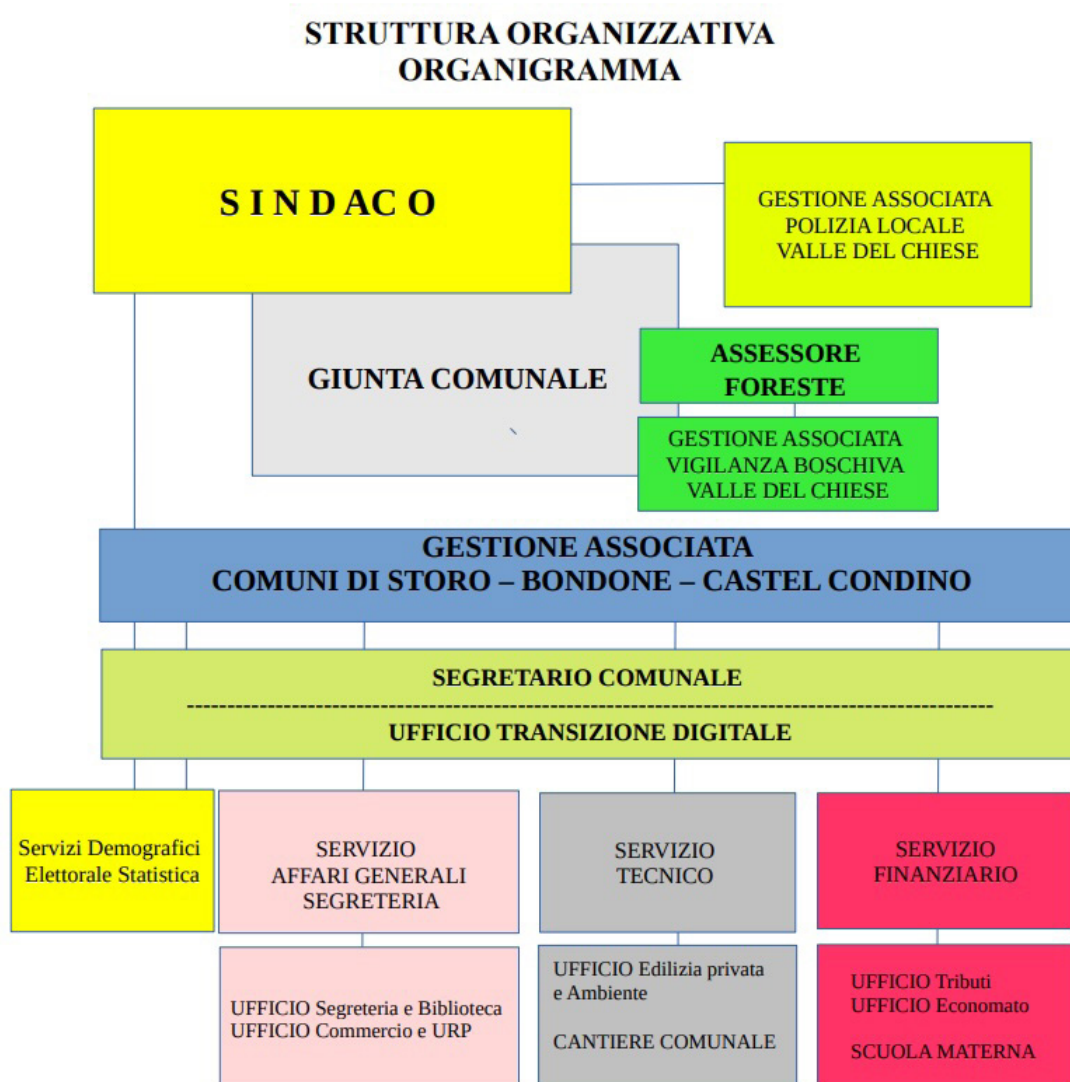 STRUTTURA ORGANIZZATIVA
ORGANIGRAMMA
S I N D AC O
GESTIONE ASSOCIATA
POLIZIA LOCALE
VALLE DEL CHIESE
GIUNTA COMUNALE
ASSESSORE
FORESTE
GESTIONE ASSOCIATA
VIGILANZA BOSCHIVA
VALLE DEL CHIESE
GESTIONE ASSOCIATA
COMUNI DI STORO – BONDONE – CASTEL CONDINO
SEGRETARIO COMUNALE
UFFICIO TRANSIZIONE DIGITALE
Servizi Demografici
Elettorale Statistica
SERVIZIO
AFFARI GENERALI
SEGRETERIA
SERVIZIO
TECNICO
SERVIZIO
FINANZIARIO
UFFICIO Segreteria e Biblioteca
UFFICIO Commercio e URP
UFFICIO Edilizia privata
e Ambiente
CANTIERE COMUNALE
UFFICIO Tributi
UFFICIO Economato
SCUOLA MATERNA